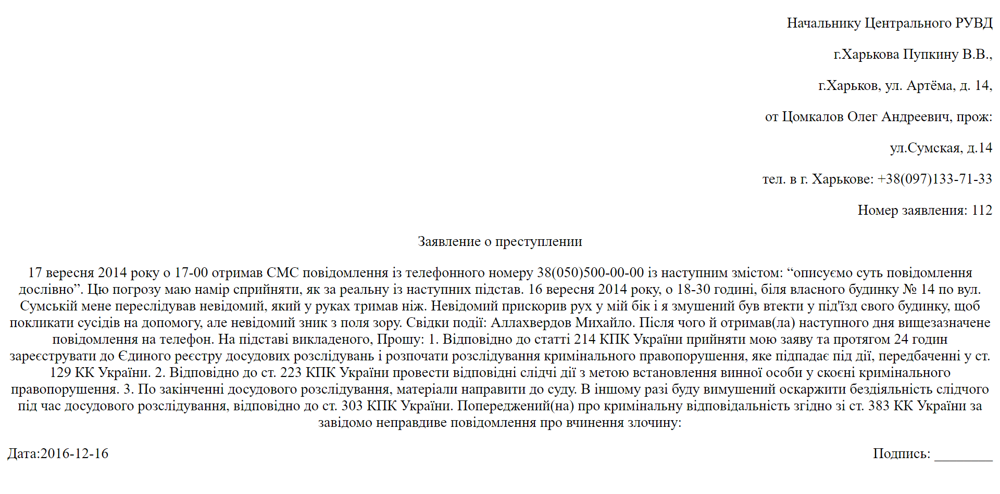 Начальнику Центрального РУВД
г.Харькова Пупкину В.В.,
г.Харьков, ул. Артёма, д. 14,
от Цомкалов Олег Андреевич, прож:
ул.Сумская, д.14
тел. в г. Харькове: +38(097)133-71-33
Номер заявления: 112
Заявление о преступлении
17 вересня 2014 року о 17-00 отримав СМС повідомлення із телефонного номеру 38(050)500-00-00 із наступним змістом: “описуємо суть повідомлення
дослівно”. Цю погрозу маю намір сприйняти, як за реальну із наступних підстав. 16 вересня 2014 року, о 18-30 годині, біля власного будинку № 14 по вул.
Сумській мене переслідував невідомий, який у руках тримав ніж. Невідомий прискорив рух у мій бік і я змушений був втекти у під'їзд свого будинку, щоб
покликати сусідів на допомогу, але невідомий зник з поля зору. Свідки події: Аллахвердов Михайло. Після чого й отримав(ла) наступного дня вищезазначене
повідомлення на телефон. На підставі викладеного, Прошу: 1. Відповідно до статті 214 КПК України прийняти мою заяву та протягом 24 годин
зареєструвати до Єдиного реєстру досудових розслідувань і розпочати розслідування кримінального правопорушення, яке підпадає під дії, передбаченні у ст.
129 КК України. 2. Відповідно до ст. 223 КПК України провести відповідні слідчі дії з метою встановлення винної особи у скоєні кримінального
правопорушення. 3. По закінченні досудового розслідування, матеріали направити до суду. В іншому разі буду вимушений оскаржити бездіяльність слідчого
під час досудового розслідування, відповідно до ст. 303 КПК України. Попереджений(на) про кримінальну відповідальність згідно зі ст. 383 КК України за
завідомо неправдиве повідомлення про вчинення злочину:
Дата:2016-12-16 Подпись: ________